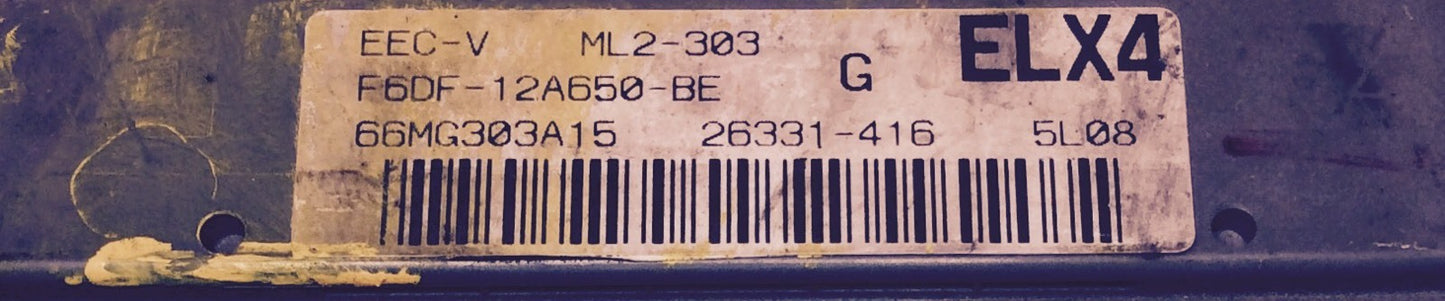 EEC-V ML2-303 G ELX4
F6DF-12A650-BE
66MG303A15 26331-416 5L08